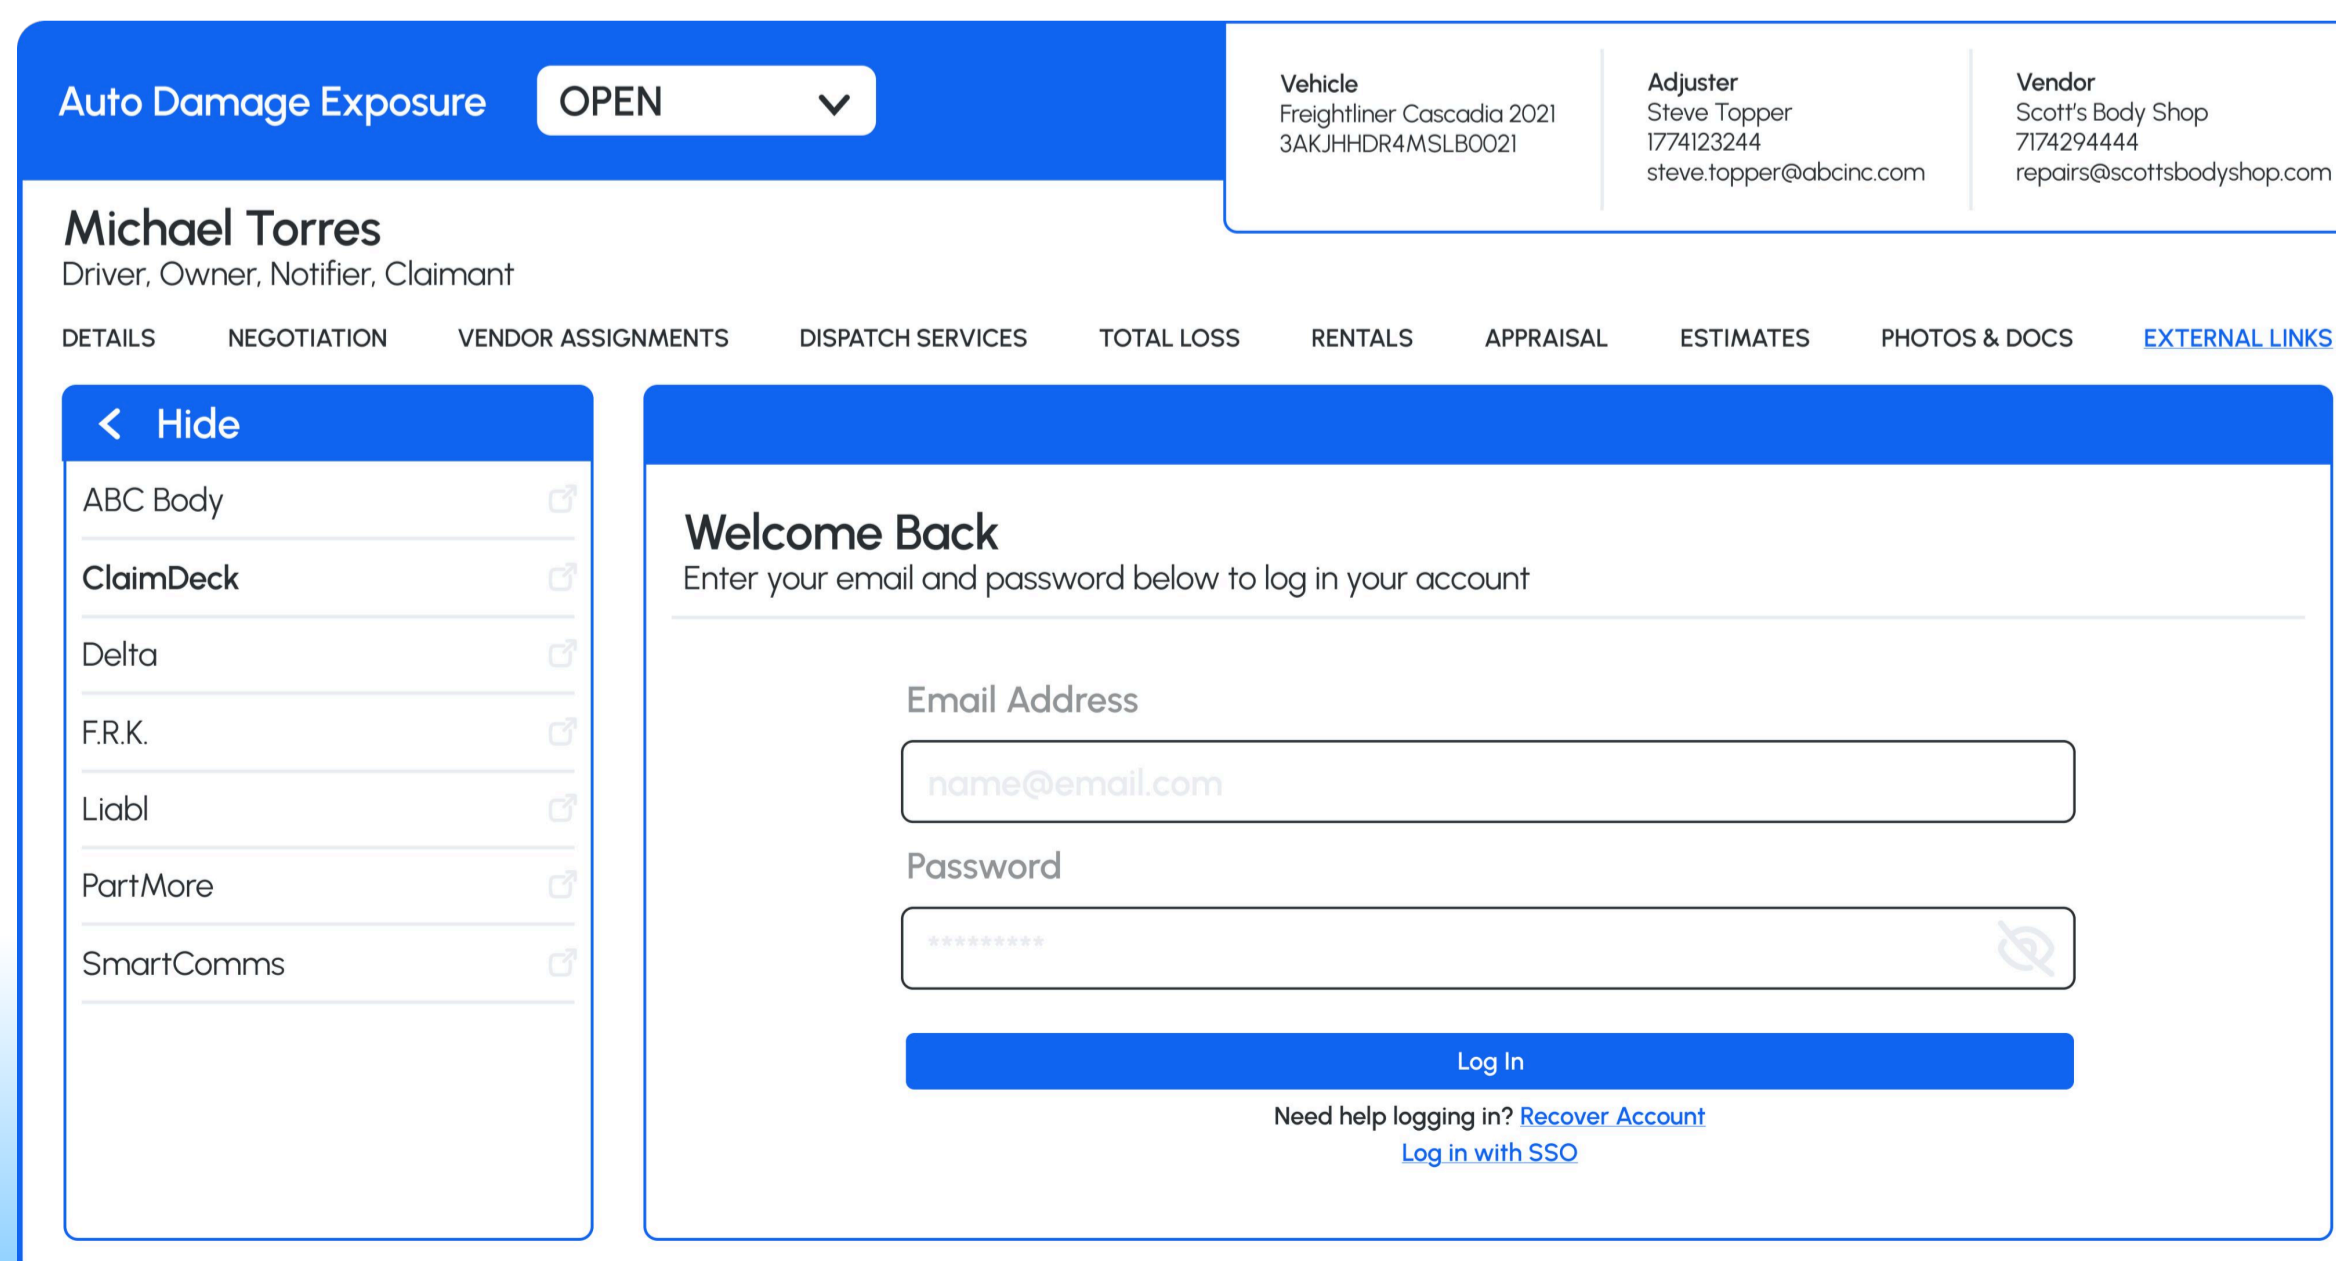 Auto Damage Exposure
OPEN
Vehicle
Freightliner Cascadia 2021
3AKJHHDR4MSLB0021
Adjuster
Steve Topper
1774123244
steve.topper@abcinc.com
Vendor
Scott's Body Shop
7174294444
repairs@scottsbodyshop.com
Michael Torres
Driver, Owner, Notifier, Claimant
DETAILS NEGOTIATION VENDOR ASSIGNMENTS DISPATCH SERVICES TOTAL LOSS RENTALS APPRAISAL ESTIMATES PHOTOS & DOCS EXTERNAL LINKS
Hide
ABC Body
ClaimDeck
Delta
F.R.K.
Liabl
PartMore
SmartComms
Welcome Back
Enter your email and password below to log in your account
Email Address
name@email.com
Password
*********
Log In
Need help logging in? Recover Account
Log in with SSO